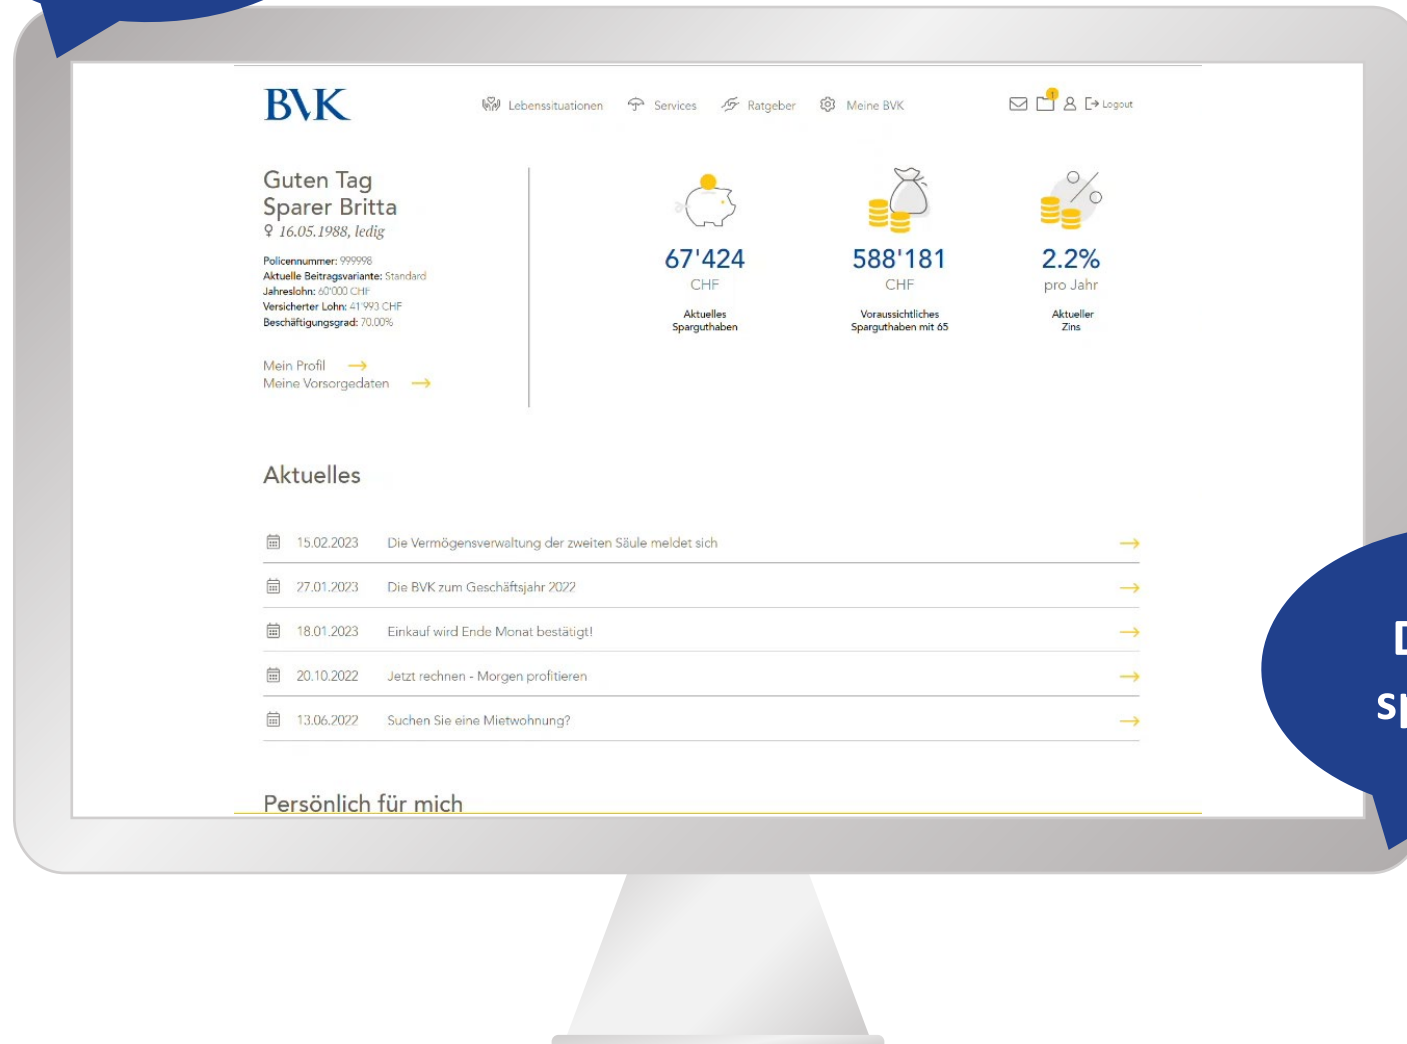 BVK
Lebenssituationen Services Ratgeber Meine BVK 1 Logout
Guten Tag
Sparer Britta
♀ 16.05.1988, ledig
Policennummer: 999998
Aktuelle Beitragsvariante: Standard
Jahreslohn: 60'000 CHF
Versicherter Lohn: 41'993 CHF
Beschäftigungsgrad: 70.00%
Mein Profil
Meine Vorsorgedaten
67'424
CHF
Aktuelles
Sparguthaben
588'181
CHF
Voraussichtliches
Sparguthaben mit 65
2.2%
pro Jahr
Aktueller
Zins
Aktuelles
15.02.2023 Die Vermögensverwaltung der zweiten Säule meldet sich
27.01.2023 Die BVK zum Geschäftsjahr 2022
18.01.2023 Einkauf wird Ende Monat bestätigt!
20.10.2022 Jetzt rechnen - Morgen profitieren
13.06.2022 Suchen Sie eine Mietwohnung?
Persönlich für mich